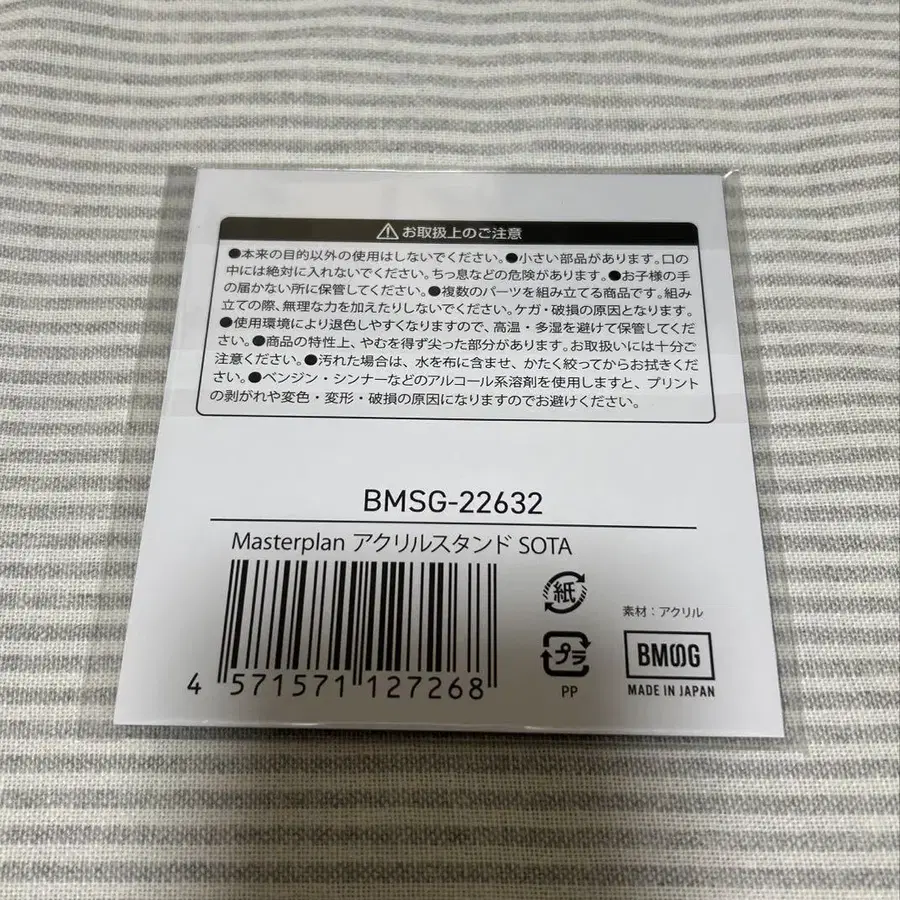 ⚠お取扱上のご注意
●本来の目的以外の使用はしないでください。●小さい部品があります。口の
中には絶対に入れないでください。ちっ息などの危険があります。●お子様の手
の届かない所に保管してください。●複数のパーツを組み立てる商品です。組み
立ての際、無理な力を加えたりしないでください。ケガ・破損の原因となります。
●使用環境により退色しやすくなりますので、高温・多湿を避けて保管してくだ
さい。●商品の特性上、やむを得ず尖った部分があります。お取扱いには十分ご
注意ください。●汚れた場合は、水を布に含ませ、かたく絞ってからお拭きくだ
さい。●ベンジン・シンナーなどのアルコール系溶剤を使用しますと、プリント
の剥がれや変色・変形・破損の原因になりますのでお避けください。
BMSG-22632
Masterplan アクリルスタンド SOTA
4 571571 127268
紙
プラ
PP
素材：アクリル
BMSG
MADE IN JAPAN